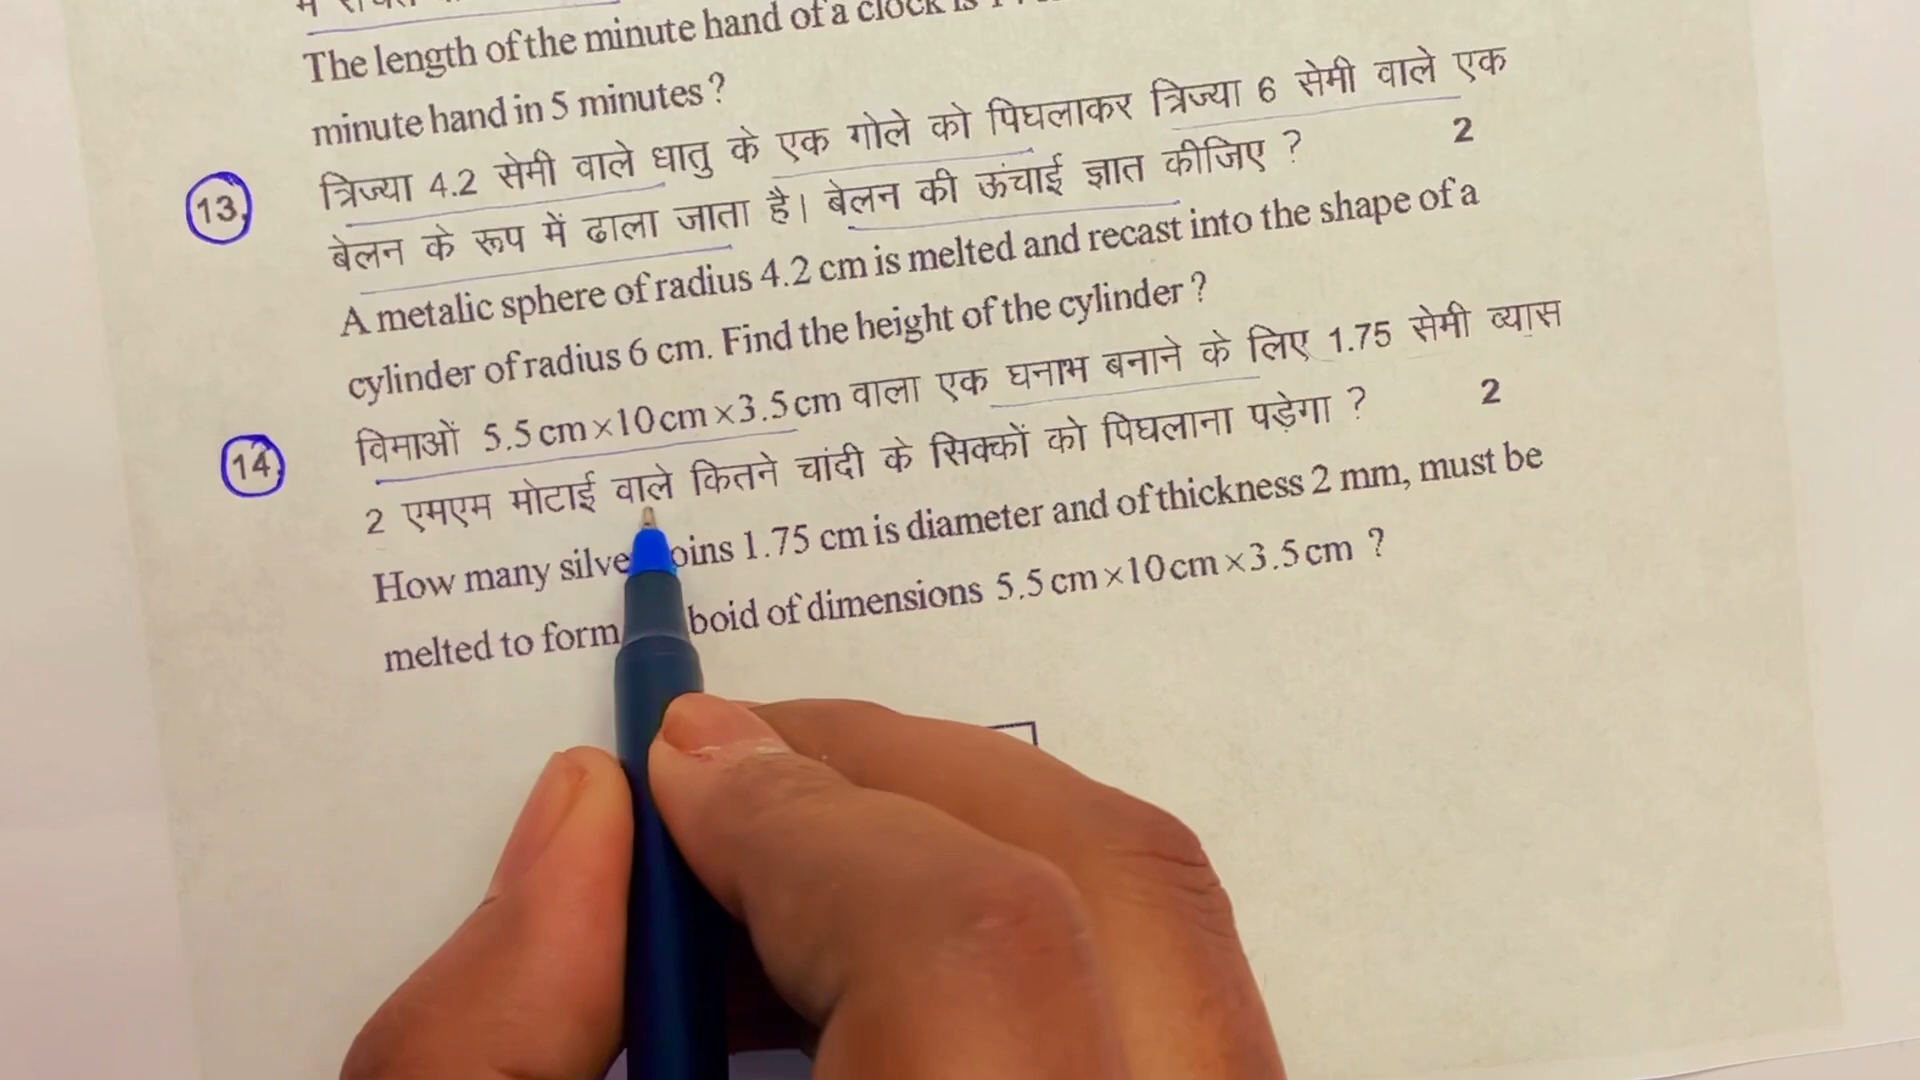 The length of the minute hand of a clock is
minute hand in 5 minutes ?
13. त्रिज्या 4.2 सेमी वाले धातु के एक गोले को पिघलाकर त्रिज्या 6 सेमी वाले एक
बेलन के रूप में ढाला जाता है। बेलन की ऊंचाई ज्ञात कीजिए ? 2
A metalic sphere of radius 4.2 cm is melted and recast into the shape of a
cylinder of radius 6 cm. Find the height of the cylinder ?
14. विमाओं 5.5 cm×10 cm×3.5 cm वाला एक घनाभ बनाने के लिए 1.75 सेमी व्यास
2 एमएम मोटाई वाले कितने चांदी के सिक्कों को पिघलाना पड़ेगा ? 2
How many 1.75 cm is diameter and of thickness 2 mm, must be
melted to form of dimensions 5.5 cm×10 cm×3.5 cm ?